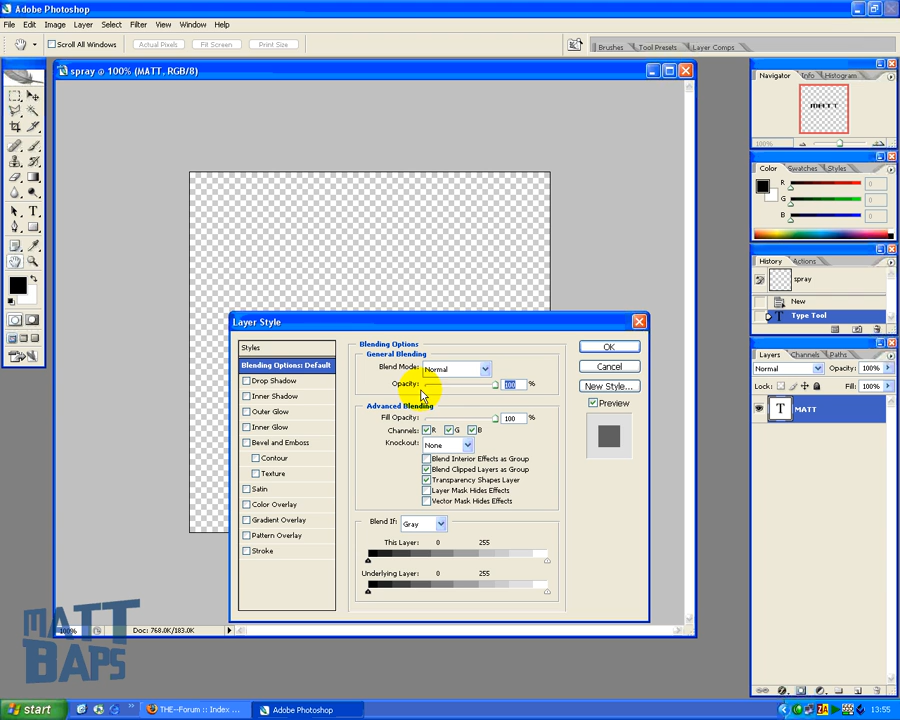 Adobe Photoshop
File Edit Image Layer Select Filter View Window Help
Scroll All Windows Actual Pixels Fit Screen Print Size Brushes Tool Presets Layer Comps
spray @ 100% (MATT, RGB/8)
Navigator Info Histogram
MATT
100%
Color Swatches Styles
R 0
G 0
B 0
History Actions
spray
New
Type Tool
Layers Channels Paths
Normal Opacity: 100%
Lock: Fill: 100%
T MATT
Layer Style
Styles
Blending Options: Default
Drop Shadow
Inner Shadow
Outer Glow
Inner Glow
Bevel and Emboss
Contour
Texture
Satin
Color Overlay
Gradient Overlay
Pattern Overlay
Stroke
Blending Options
General Blending
Blend Mode: Normal
Opacity: 100 %
Advanced Blending
Fill Opacity: 100 %
Channels: R G B
Knockout: None
Blend Interior Effects as Group
Blend Clipped Layers as Group
Transparency Shapes Layer
Layer Mask Hides Effects
Vector Mask Hides Effects
Blend If: Gray
This Layer: 0 255
Underlying Layer: 0 255
OK
Cancel
New Style...
Preview
100% Doc: 768.0K/183.0K
MATT
BAPS
start THE--Forum :: Index ... Adobe Photoshop 13:55